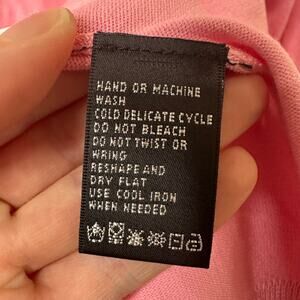 HAND OR MACHINE
WASH
COLD DELICATE CYCLE
DO NOT BLEACH
DO NOT TWIST OR
WRING
RESHAPE AND
DRY FLAT
USE COOL IRON
WHEN NEEDED